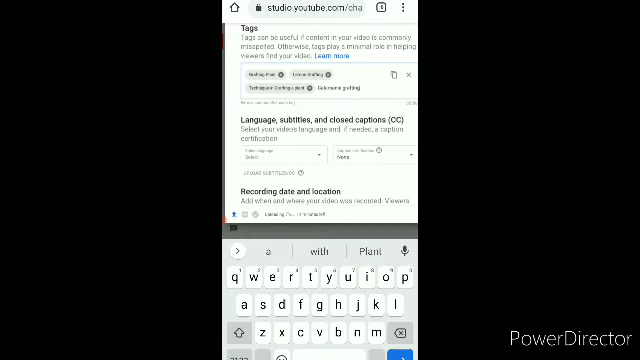 studio.youtube.com/cha
Tags
Tags can be useful if content in your video is commonly
misspelled. Otherwise, tags play a minimal role in helping
viewers find your video. Learn more
Grafting Plant
Lemon Grafting
Technique in Grafting a plant
Calamansi grafting
Language, subtitles, and closed captions (CC)
Select your video's language and, if needed, a caption
certification
Video language
Select
Caption certification
None
UPLOAD SUBTITLES/CC
Recording date and location
Add when and where your video was recorded. Viewers
a with Plant
q w e r t y u i o p
a s d f g h j k l
z x c v b n m
PowerDirector